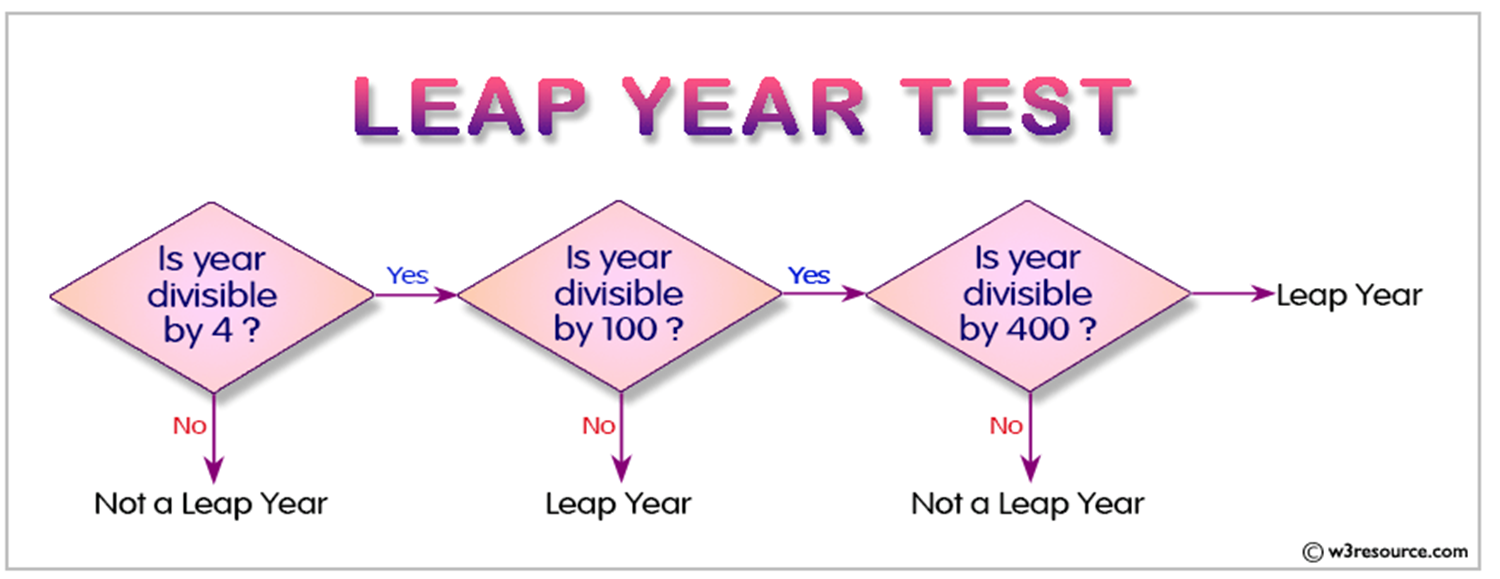 LEAP YEAR TEST
Is year
divisible
by 4 ?
Yes
Is year
divisible
by 100 ?
Yes
Is year
divisible
by 400 ?
Leap Year
No
No
No
Not a Leap Year
Leap Year
Not a Leap Year
© w3resource.com